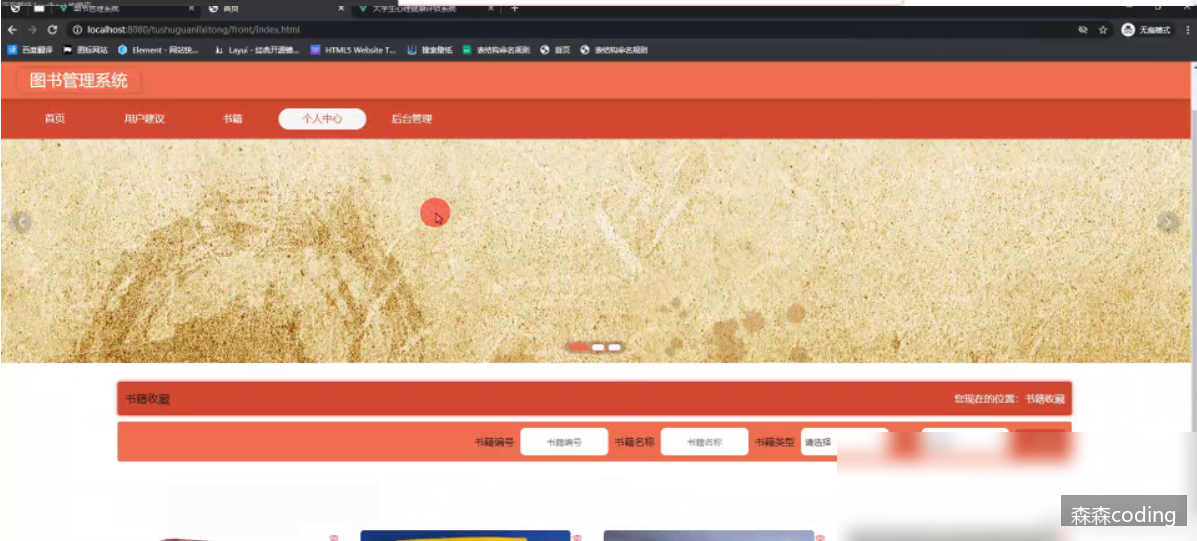 图书管理系统 首页 大学生心理健康评估系统
localhost:8080/tushuguanlixitong/front/index.html 无痕模式
百度翻译 图标网站 Element - 网站快... Layui - 经典开源模... HTML5 Website T... 搜索壁纸 表结构命名规则 首页 表结构命名规则
图书管理系统
首页 用户建议 书籍 个人中心 后台管理
书籍收藏 您现在的位置：书籍收藏
书籍编号 书籍编号 书籍名称 书籍名称 书籍类型 请选择
森森coding